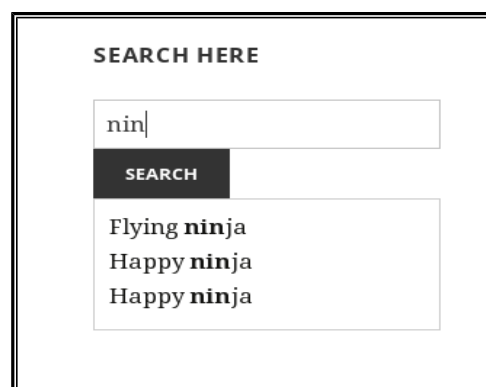 SEARCH HERE
nin
SEARCH
Flying ninja
Happy ninja
Happy ninja